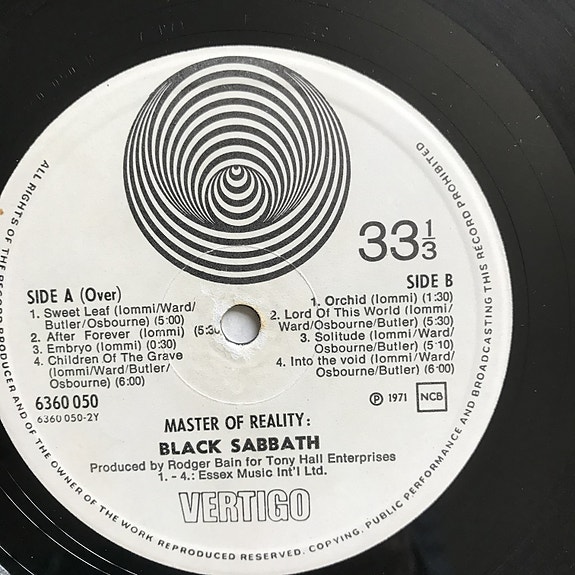 33 1/3
SIDE A (Over)
1. Sweet Leaf (Iommi/Ward/
Butler/Osbourne) (5:00)
2. After Forever (Iommi) (5:30
3. Embryo (Iommi) (0:30)
4. Children Of The Grave
(Iommi/Ward/Butler/
Osbourne) (6:00)
6360 050
6360 050-2Y
SIDE B
1. Orchid (Iommi) (1:30)
2. Lord Of This World (Iommi/
Ward/Osbourne/Butler) (5:30)
3. Solitude (Iommi/Ward/
Osbourne/Butler) (5:10)
4. Into the void (Iommi/Ward/
Osbourne/Butler) (6:00)
Ⓟ 1971 NCB
MASTER OF REALITY:
BLACK SABBATH
Produced by Rodger Bain for Tony Hall Enterprises
1. - 4.: Essex Music Int'l Ltd.
VERTIGO
ALL RIGHTS OF THE RECORD PRODUCER AND OF THE OWNER OF THE WORK REPRODUCED RESERVED. COPYING, PUBLIC PERFORMANCE AND BROADCASTING THIS RECORD PROHIBITED